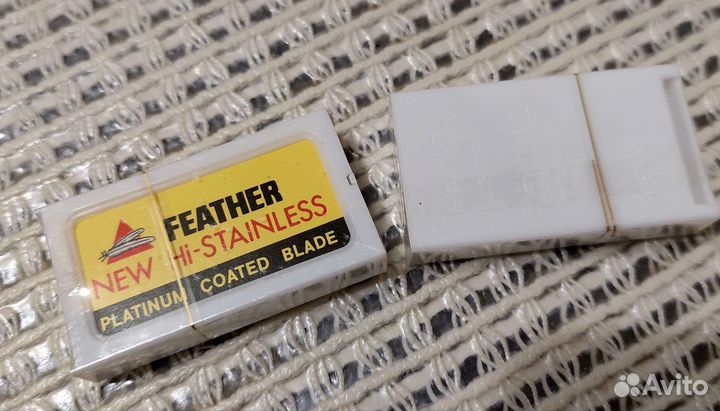 FEATHER
NEW Hi-STAINLESS
PLATINUM COATED BLADE
Avito